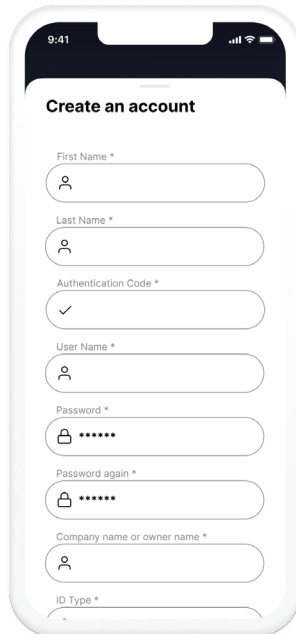 9:41
Create an account
First Name *
Last Name *
Authentication Code *
User Name *
Password *
******
Password again *
******
Company name or owner name *
ID Type *